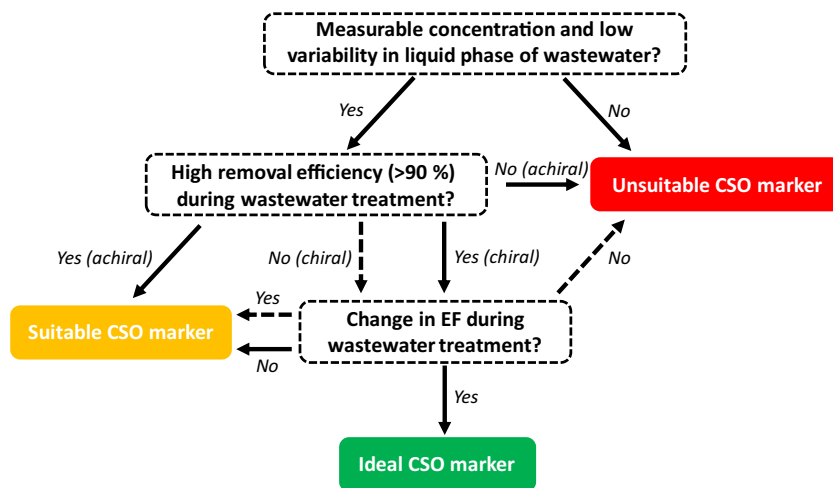 Measurable concentration and low
variability in liquid phase of wastewater?
Yes
No
High removal efficiency (>90 %)
during wastewater treatment?
No (achiral)
Unsuitable CSO marker
Yes (achiral)
No (chiral)
Yes (chiral)
No
Suitable CSO marker
Yes
No
Change in EF during
wastewater treatment?
Yes
Ideal CSO marker